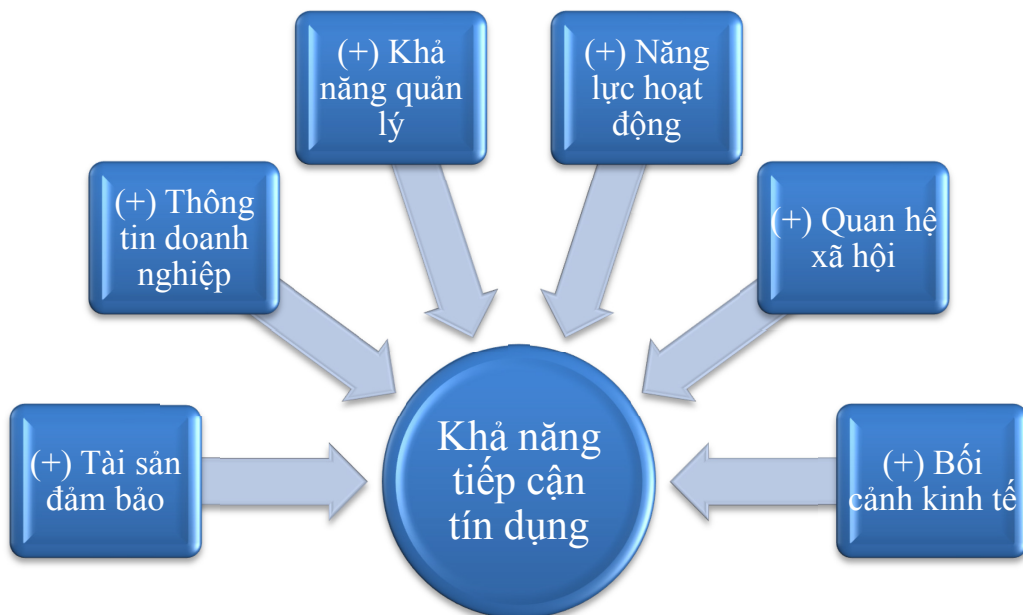 (+) Khả
năng quản
lý
(+) Năng
lực hoạt
động
(+) Thông
tin doanh
nghiệp
(+) Quan hệ
xã hội
(+) Tài sản
đảm bảo
Khả năng
tiếp cận
tín dụng
(+) Bối
cảnh kinh tế